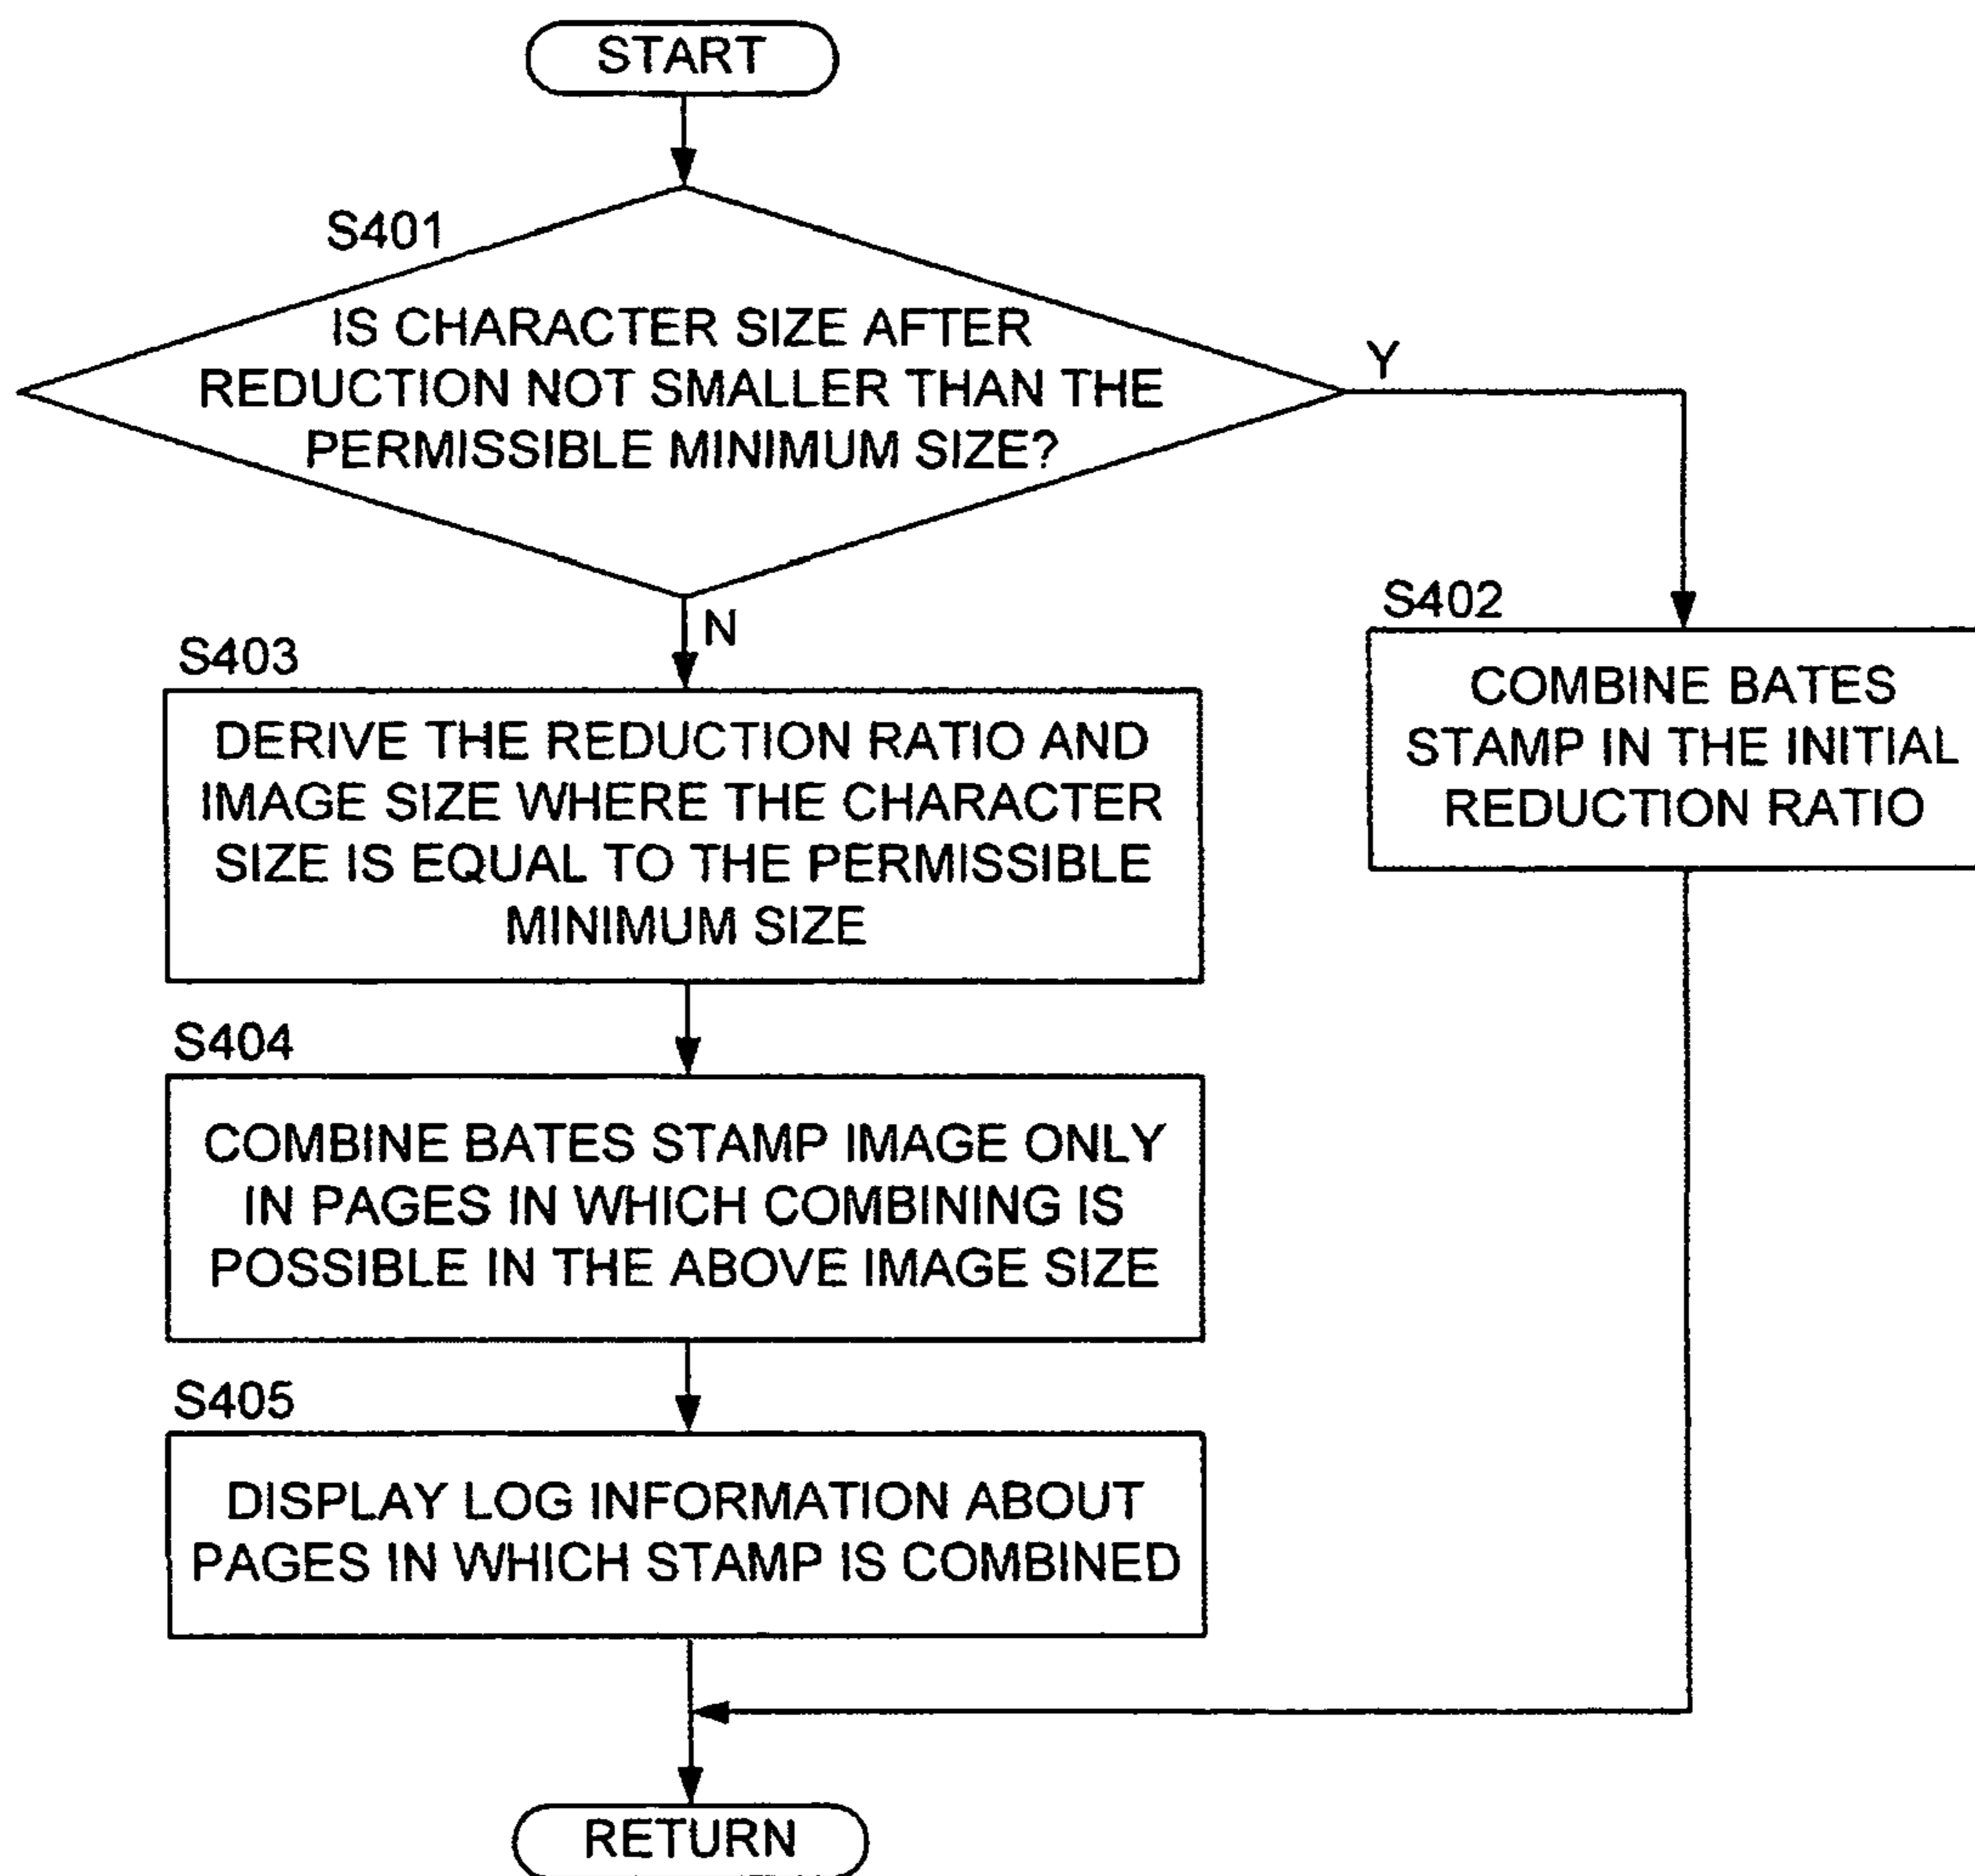 START
S401
IS CHARACTER SIZE AFTER
REDUCTION NOT SMALLER THAN THE
PERMISSIBLE MINIMUM SIZE?
Y
N
S402
COMBINE BATES
STAMP IN THE INITIAL
REDUCTION RATIO
S403
DERIVE THE REDUCTION RATIO AND
IMAGE SIZE WHERE THE CHARACTER
SIZE IS EQUAL TO THE PERMISSIBLE
MINIMUM SIZE
S404
COMBINE BATES STAMP IMAGE ONLY
IN PAGES IN WHICH COMBINING IS
POSSIBLE IN THE ABOVE IMAGE SIZE
S405
DISPLAY LOG INFORMATION ABOUT
PAGES IN WHICH STAMP IS COMBINED
RETURN